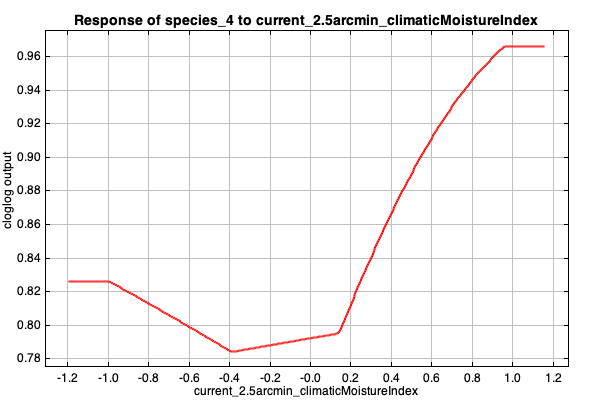 Response of species_4 to current_2.5arcmin_climaticMoistureIndex
cloglog output
0.96
0.94
0.92
0.90
0.88
0.86
0.84
0.82
0.80
0.78
-1.2 -1.0 -0.8 -0.6 -0.4 -0.2 -0.0 0.2 0.4 0.6 0.8 1.0 1.2
current_2.5arcmin_climaticMoistureIndex